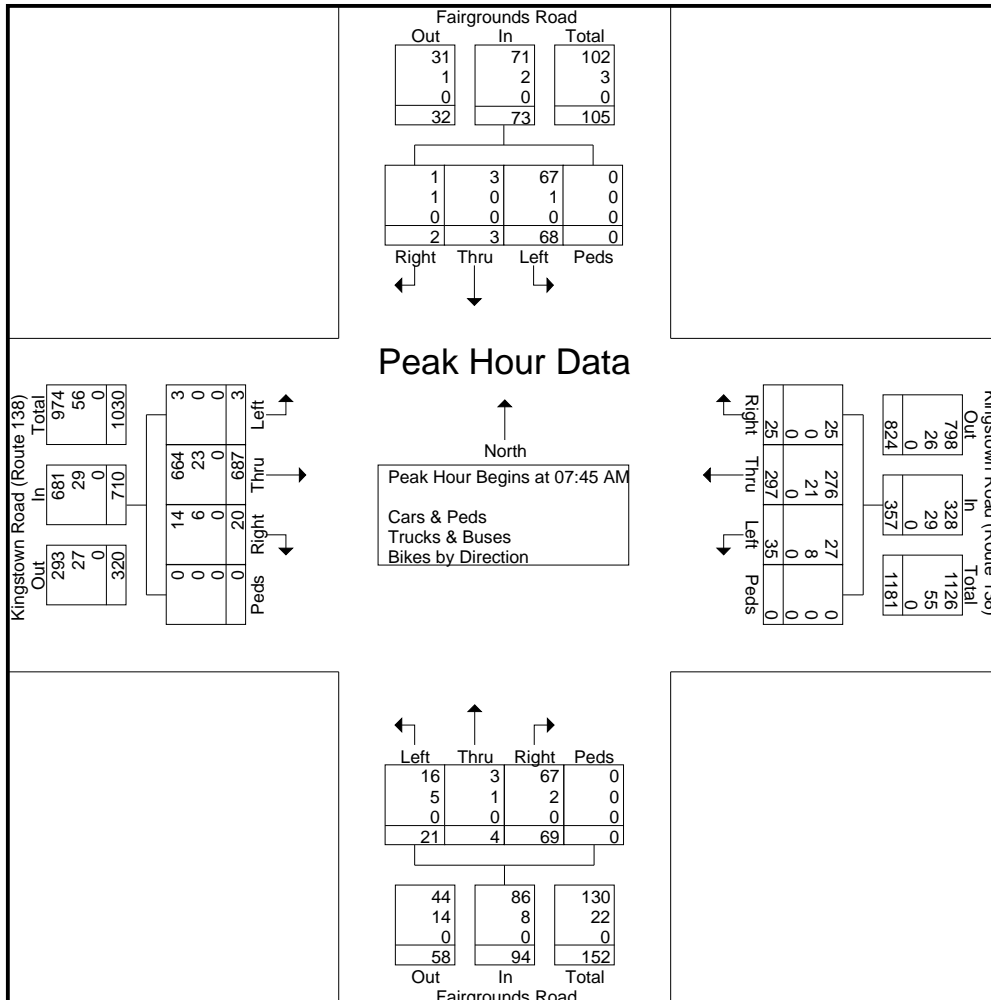 Fairgrounds Road
Out In Total
31 71 102
1 2 3
0 0 0
32 73 105
1 3 67 0
1 0 1 0
0 0 0 0
2 3 68 0
Right Thru Left Peds
Peak Hour Data
North
Peak Hour Begins at 07:45 AM
Cars & Peds
Trucks & Buses
Bikes by Direction
Kingstown Road (Route 138)
Out In Total
293 681 974
27 29 56
0 0 0
320 710 1030
Left Thru Right Peds
3 664 14 0
0 23 6 0
0 0 0 0
3 687 20 0
Kingstown Road (Route 138)
Out In Total
798 328 1126
26 29 55
0 0 0
824 357 1181
Right Thru Left Peds
25 276 27 0
0 21 8 0
0 0 0 0
25 297 35 0
Left Thru Right Peds
16 3 67 0
5 1 2 0
0 0 0 0
21 4 69 0
44 86 130
14 8 22
0 0 0
58 94 152
Out In Total
Fairgrounds Road